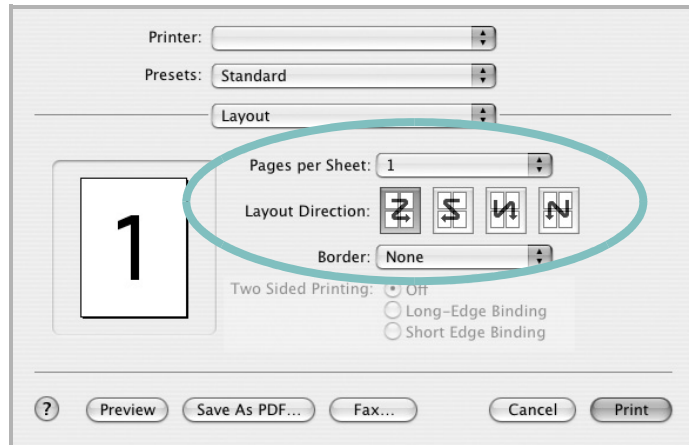 Printer:
Presets: Standard
Layout
Pages per Sheet: 1
Layout Direction:
1
Border: None
Two Sided Printing: Off
Long-Edge Binding
Short Edge Binding
? Preview Save As PDF... Fax... Cancel Print